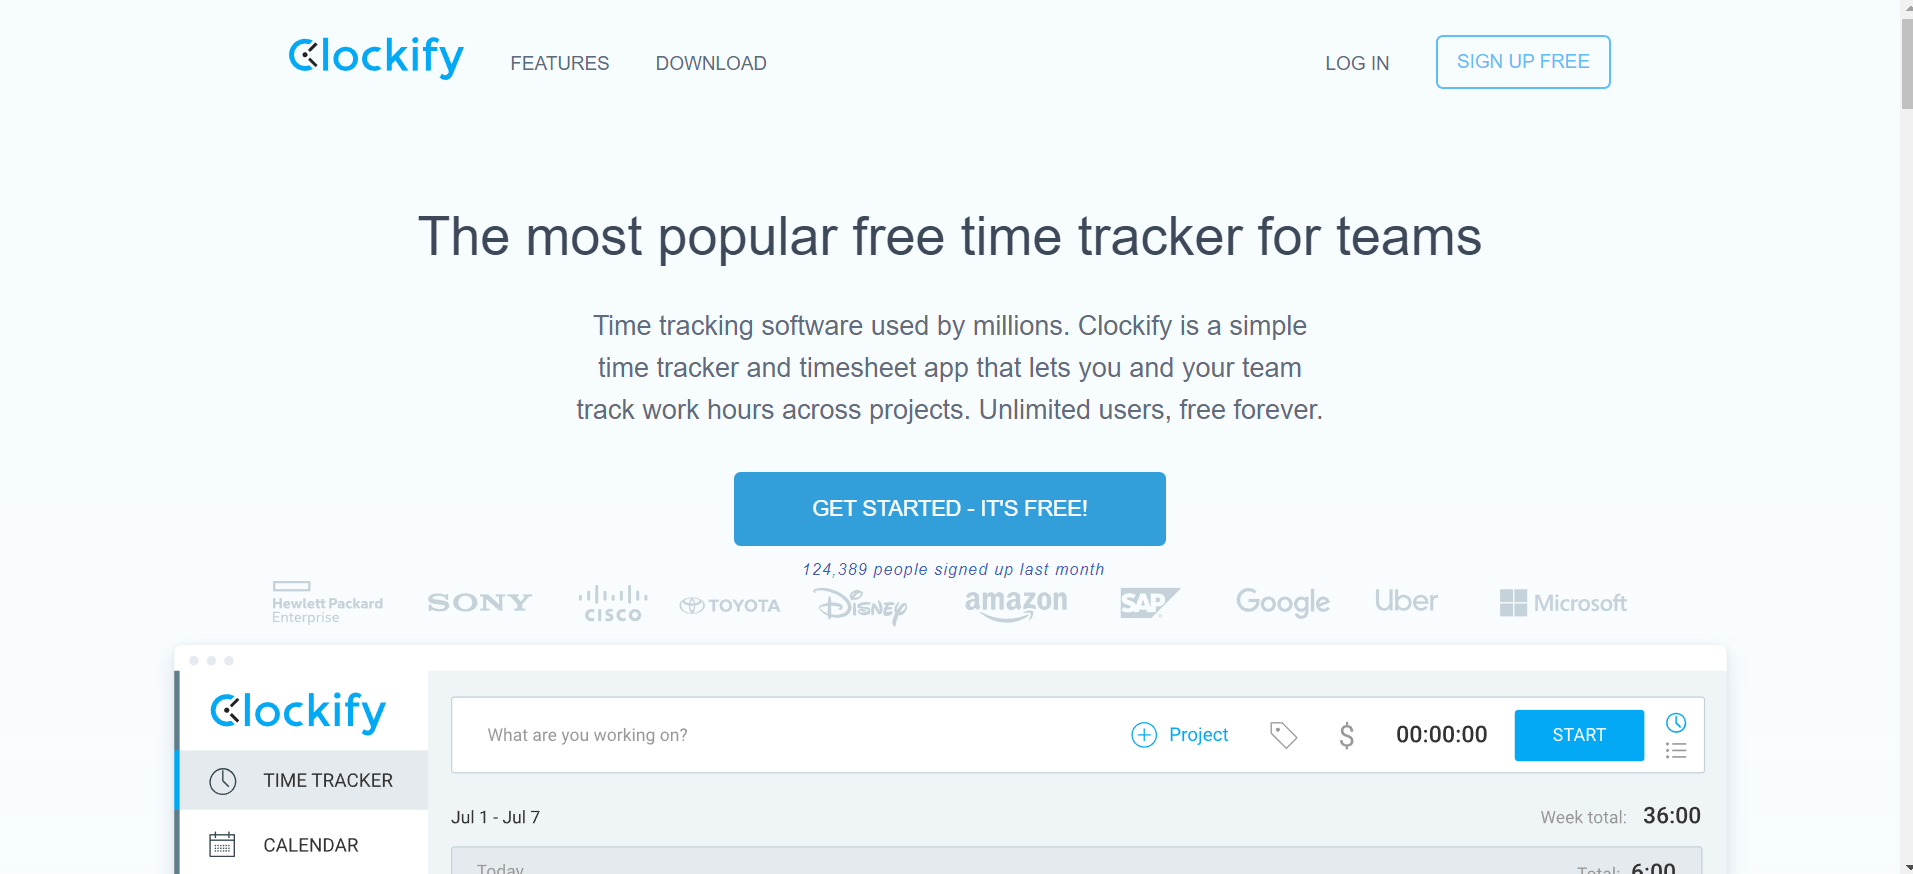 Clockify FEATURES DOWNLOAD LOG IN SIGN UP FREE
The most popular free time tracker for teams
Time tracking software used by millions. Clockify is a simple
time tracker and timesheet app that lets you and your team
track work hours across projects. Unlimited users, free forever.
GET STARTED - IT'S FREE!
124,389 people signed up last month
Hewlett Packard
Enterprise
SONY
CISCO
TOYOTA
Disney
amazon
SAP
Google
Uber
Microsoft
Clockify
What are you working on? Project $ 00:00:00 START
TIME TRACKER
Jul 1 - Jul 7 Week total: 36:00
CALENDAR
Today Total: 6:00